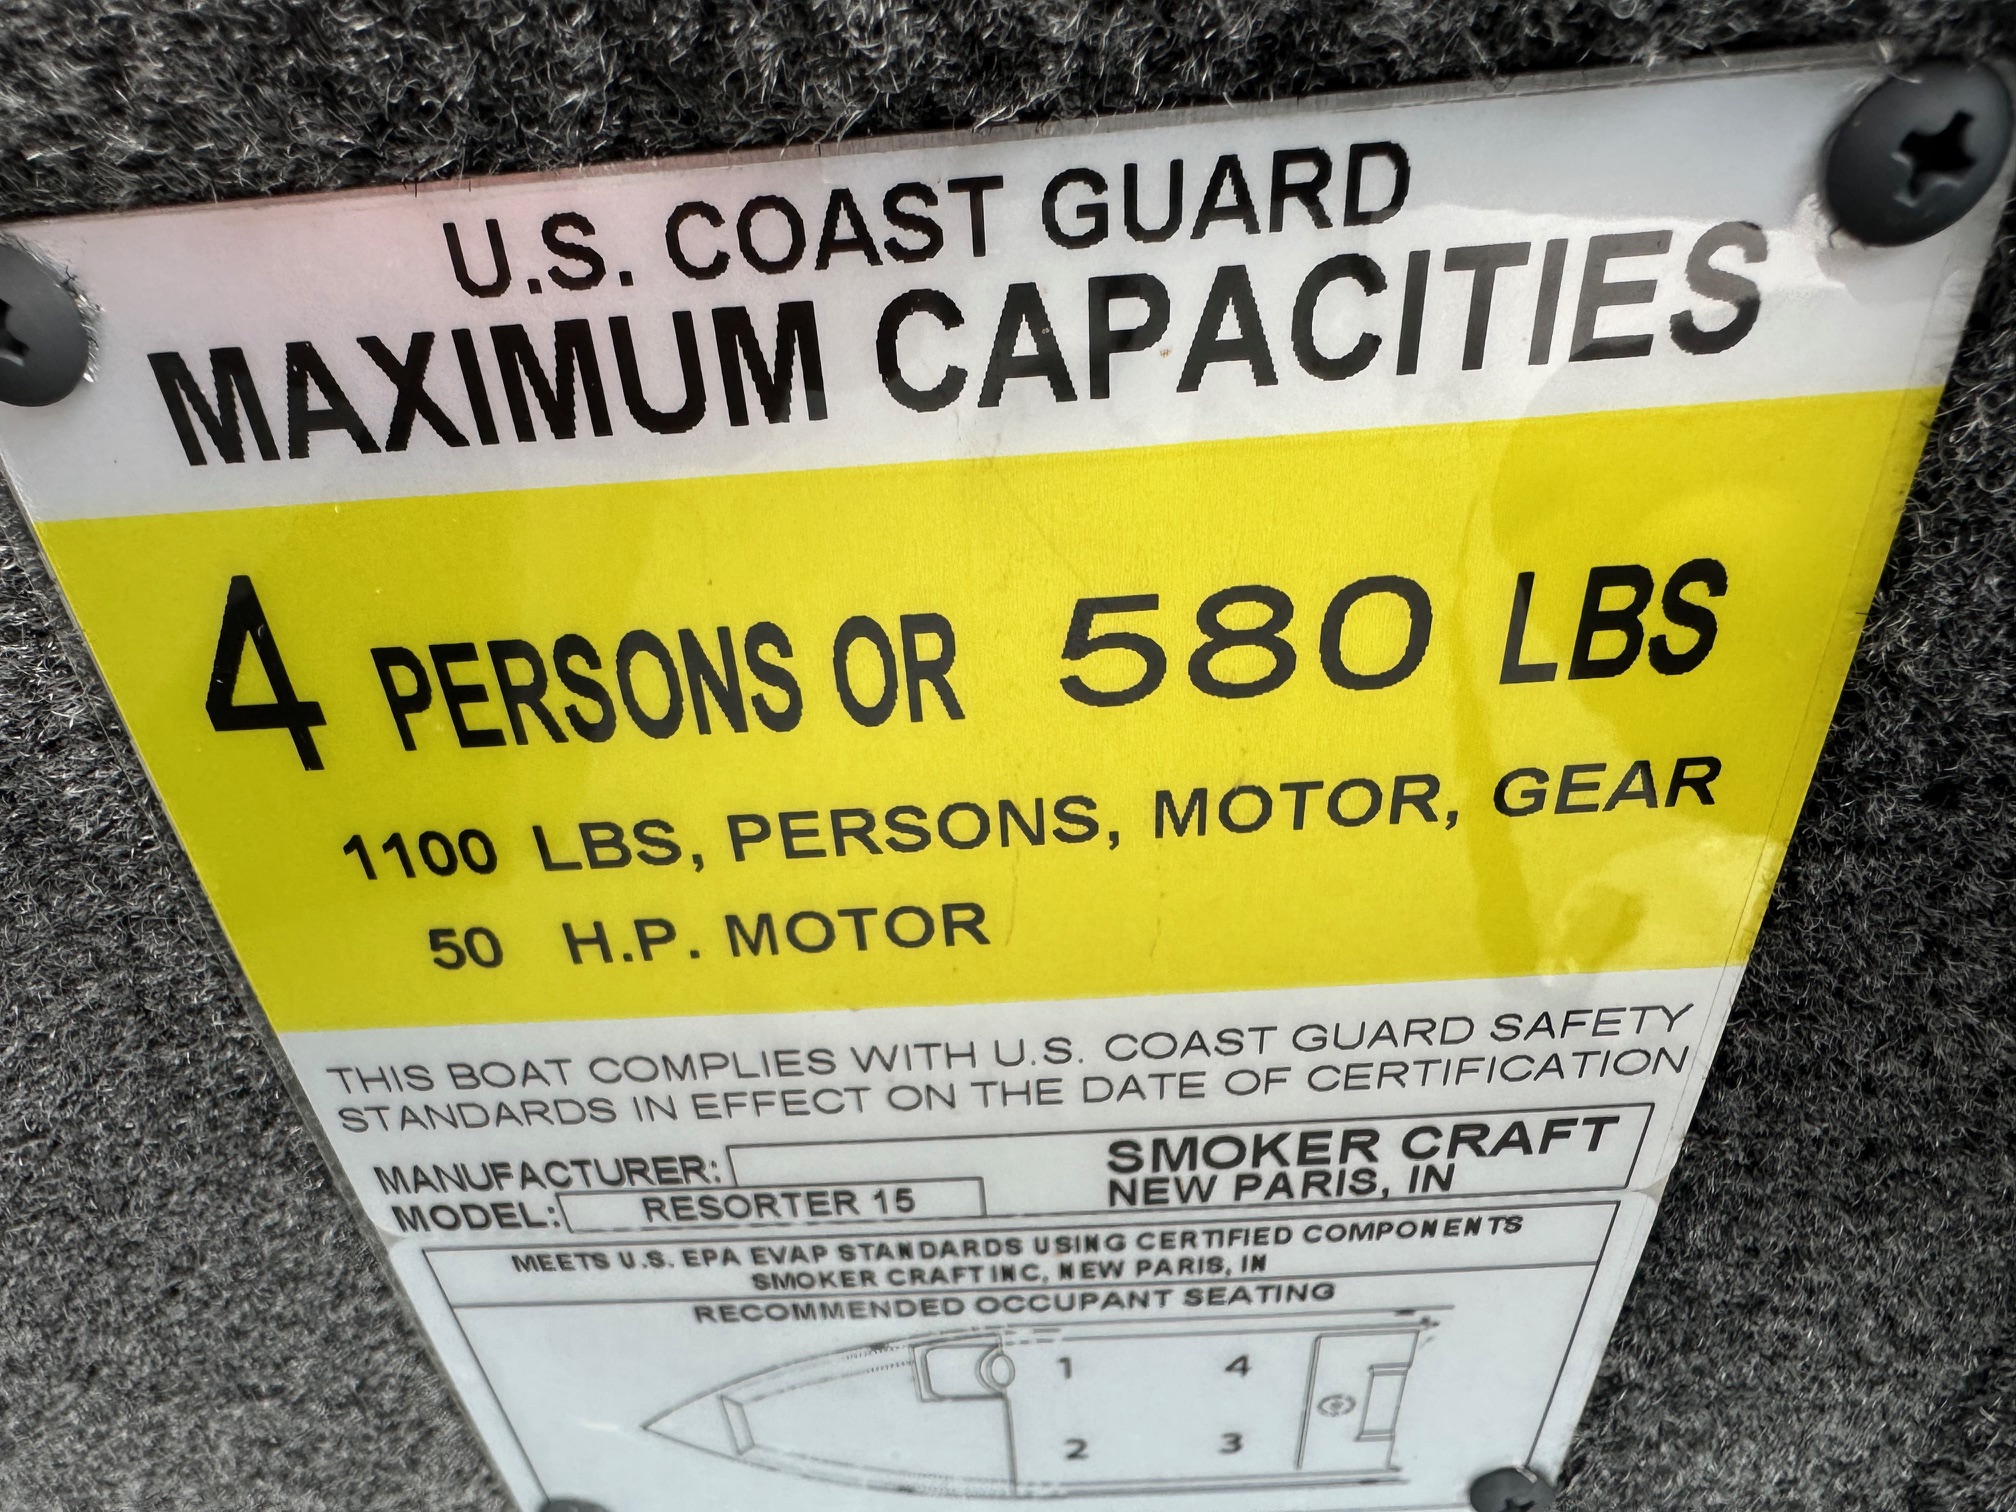 U.S. COAST GUARD
MAXIMUM CAPACITIES
4 PERSONS OR 580 LBS
1100 LBS, PERSONS, MOTOR, GEAR
50 H.P. MOTOR
THIS BOAT COMPLIES WITH U.S. COAST GUARD SAFETY
STANDARDS IN EFFECT ON THE DATE OF CERTIFICATION
MANUFACTURER: SMOKER CRAFT
NEW PARIS, IN
MODEL: RESORTER 15
MEETS U.S. EPA EVAP STANDARDS USING CERTIFIED COMPONENTS
SMOKER CRAFT INC, NEW PARIS, IN
RECOMMENDED OCCUPANT SEATING
1 4
2 3